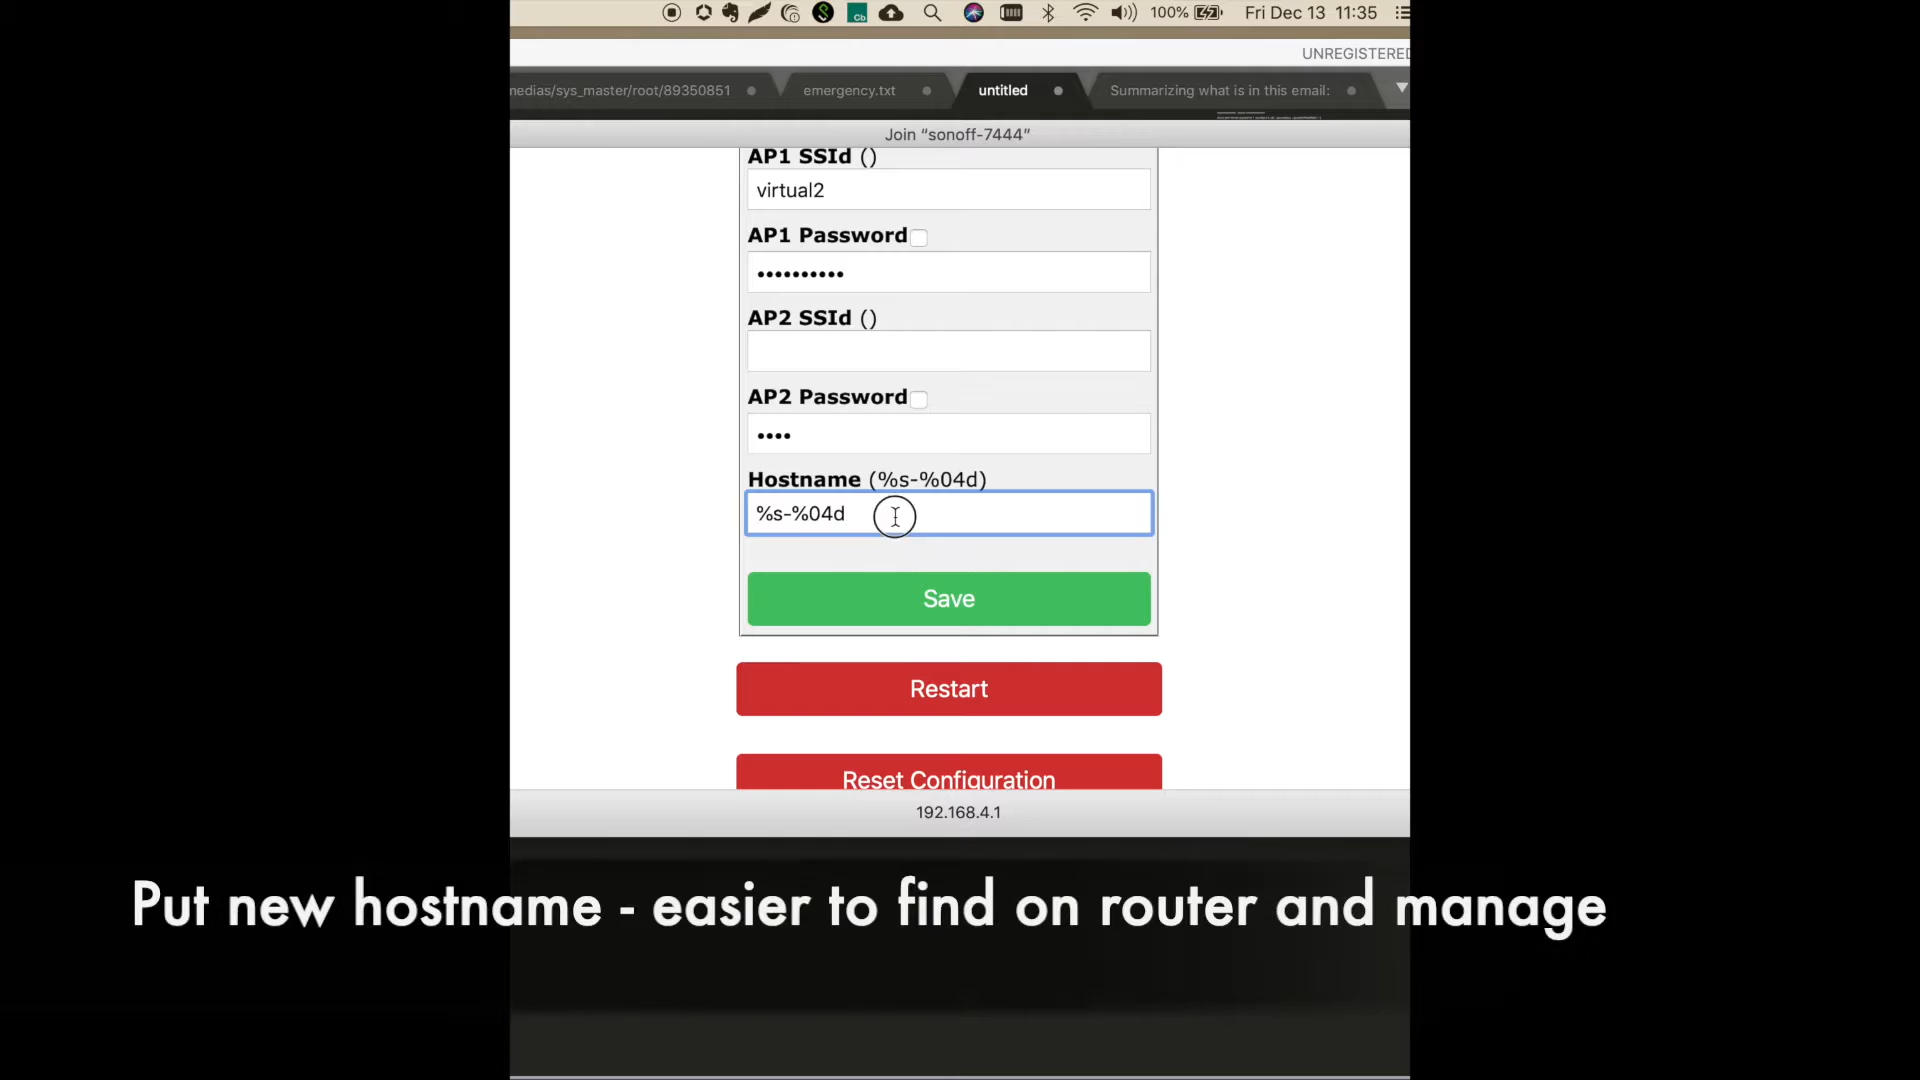 100% Fri Dec 13 11:35
UNREGISTERED
medias/sys_master/root/89350851 emergency.txt untitled Summarizing what is in this email:
Join “sonoff-7444”
AP1 SSId ()
virtual2
AP1 Password
••••••••••
AP2 SSId ()
AP2 Password
••••
Hostname (%s-%04d)
%s-%04d
Save
Restart
Reset Configuration
192.168.4.1
Put new hostname - easier to find on router and manage